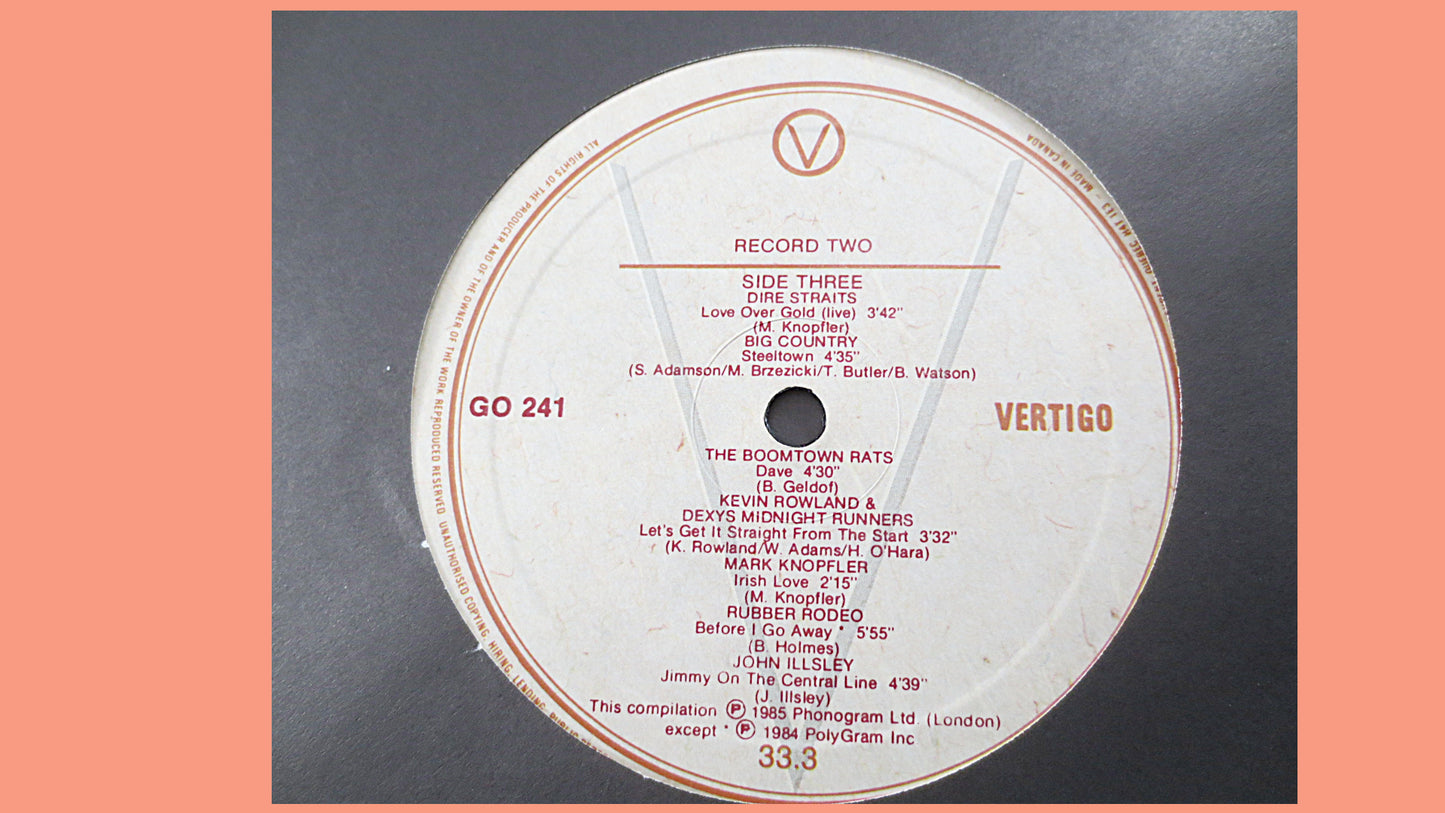 V
RECORD TWO
SIDE THREE
DIRE STRAITS
Love Over Gold (live) 3'42"
(M. Knopfler)
BIG COUNTRY
Steeltown 4'35"
(S. Adamson/M. Brzezicki/T. Butler/B. Watson)
GO 241
VERTIGO
THE BOOMTOWN RATS
Dave 4'30"
(B. Geldof)
KEVIN ROWLAND &
DEXYS MiDNIGHT RUNNERS
Let's Get It Straight From The Start 3'32"
(K. Rowland/W. Adams/H. O'Hara)
MARK KNOPFLER
Irish Love 2'15"
(M. Knopfler)
RUBBER RODEO
Before I Go Away * 5'55"
(B. Holmes)
JOHN ILLSLEY
Jimmy On The Central Line 4'39"
(J. Illsley)
This compilation ℗ 1985 Phonogram Ltd. (London)
except * ℗ 1984 PolyGram Inc
33.3
ALL RIGHTS OF THE PRODUCER AND OF THE OWNER OF THE WORK REPRODUCED RESERVED. UNAUTHORISED COPYING, HIRING, LENDING, PUBLIC
QUEBEC H4T 1E3 - MADE IN CANADA